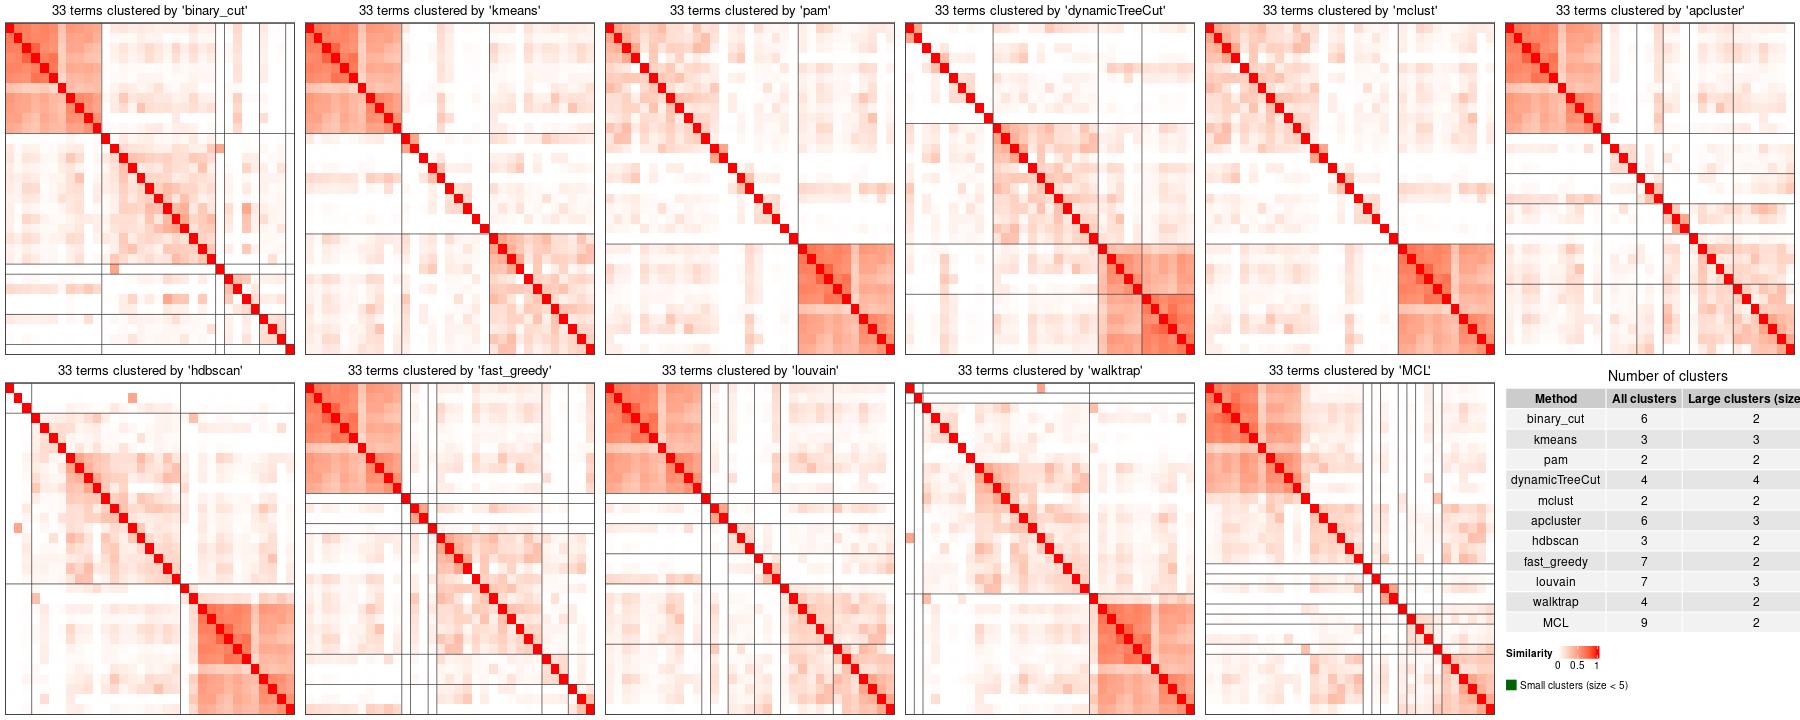 33 terms clustered by 'binary_cut'
33 terms clustered by 'kmeans'
33 terms clustered by 'pam'
33 terms clustered by 'dynamicTreeCut'
33 terms clustered by 'mclust'
33 terms clustered by 'apcluster'
33 terms clustered by 'hdbscan'
33 terms clustered by 'fast_greedy'
33 terms clustered by 'louvain'
33 terms clustered by 'walktrap'
33 terms clustered by 'MCL'
Number of clusters
Method All clusters Large clusters (size
binary_cut 6 2
kmeans 3 3
pam 2 2
dynamicTreeCut 4 4
mclust 2 2
apcluster 6 3
hdbscan 3 2
fast_greedy 7 2
louvain 7 3
walktrap 4 2
MCL 9 2
Similarity
0 0.5 1
Small clusters (size < 5)